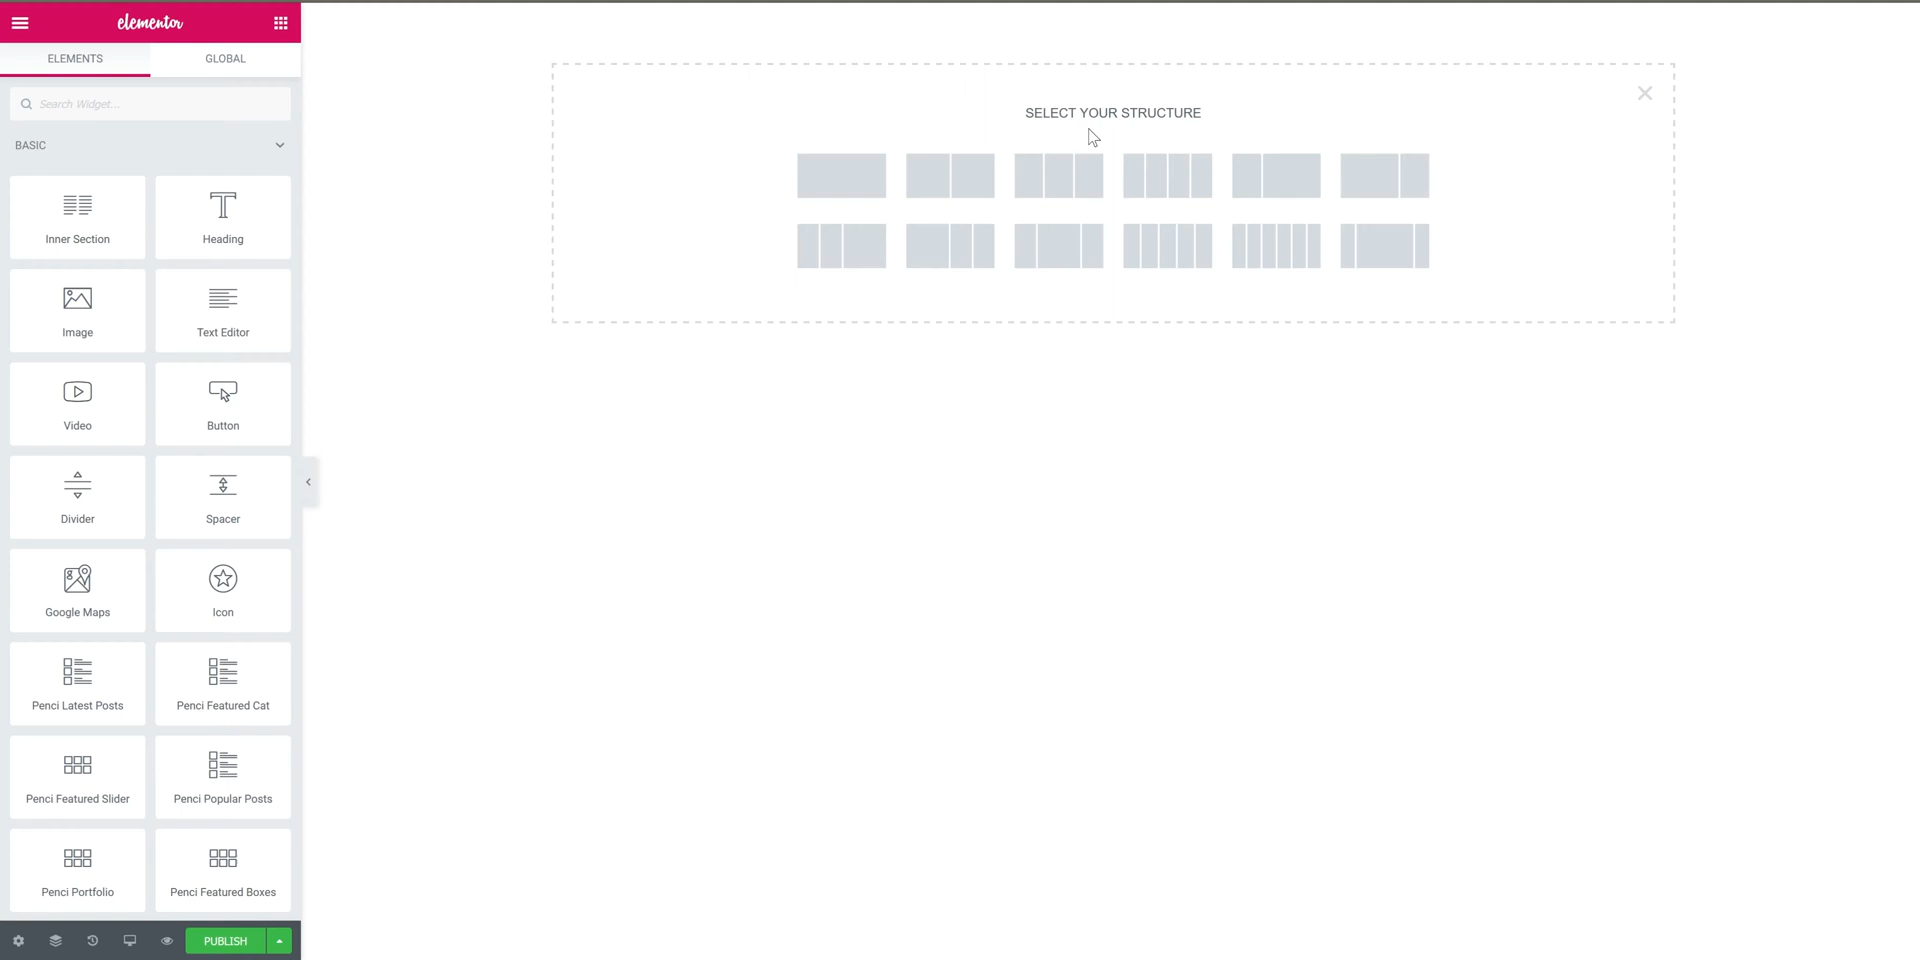 elementor
ELEMENTS
GLOBAL
Search Widget...
BASIC
Inner Section
Heading
Image
Text Editor
Video
Button
Divider
Spacer
Google Maps
Icon
Penci Latest Posts
Penci Featured Cat
Penci Featured Slider
Penci Popular Posts
Penci Portfolio
Penci Featured Boxes
PUBLISH
SELECT YOUR STRUCTURE